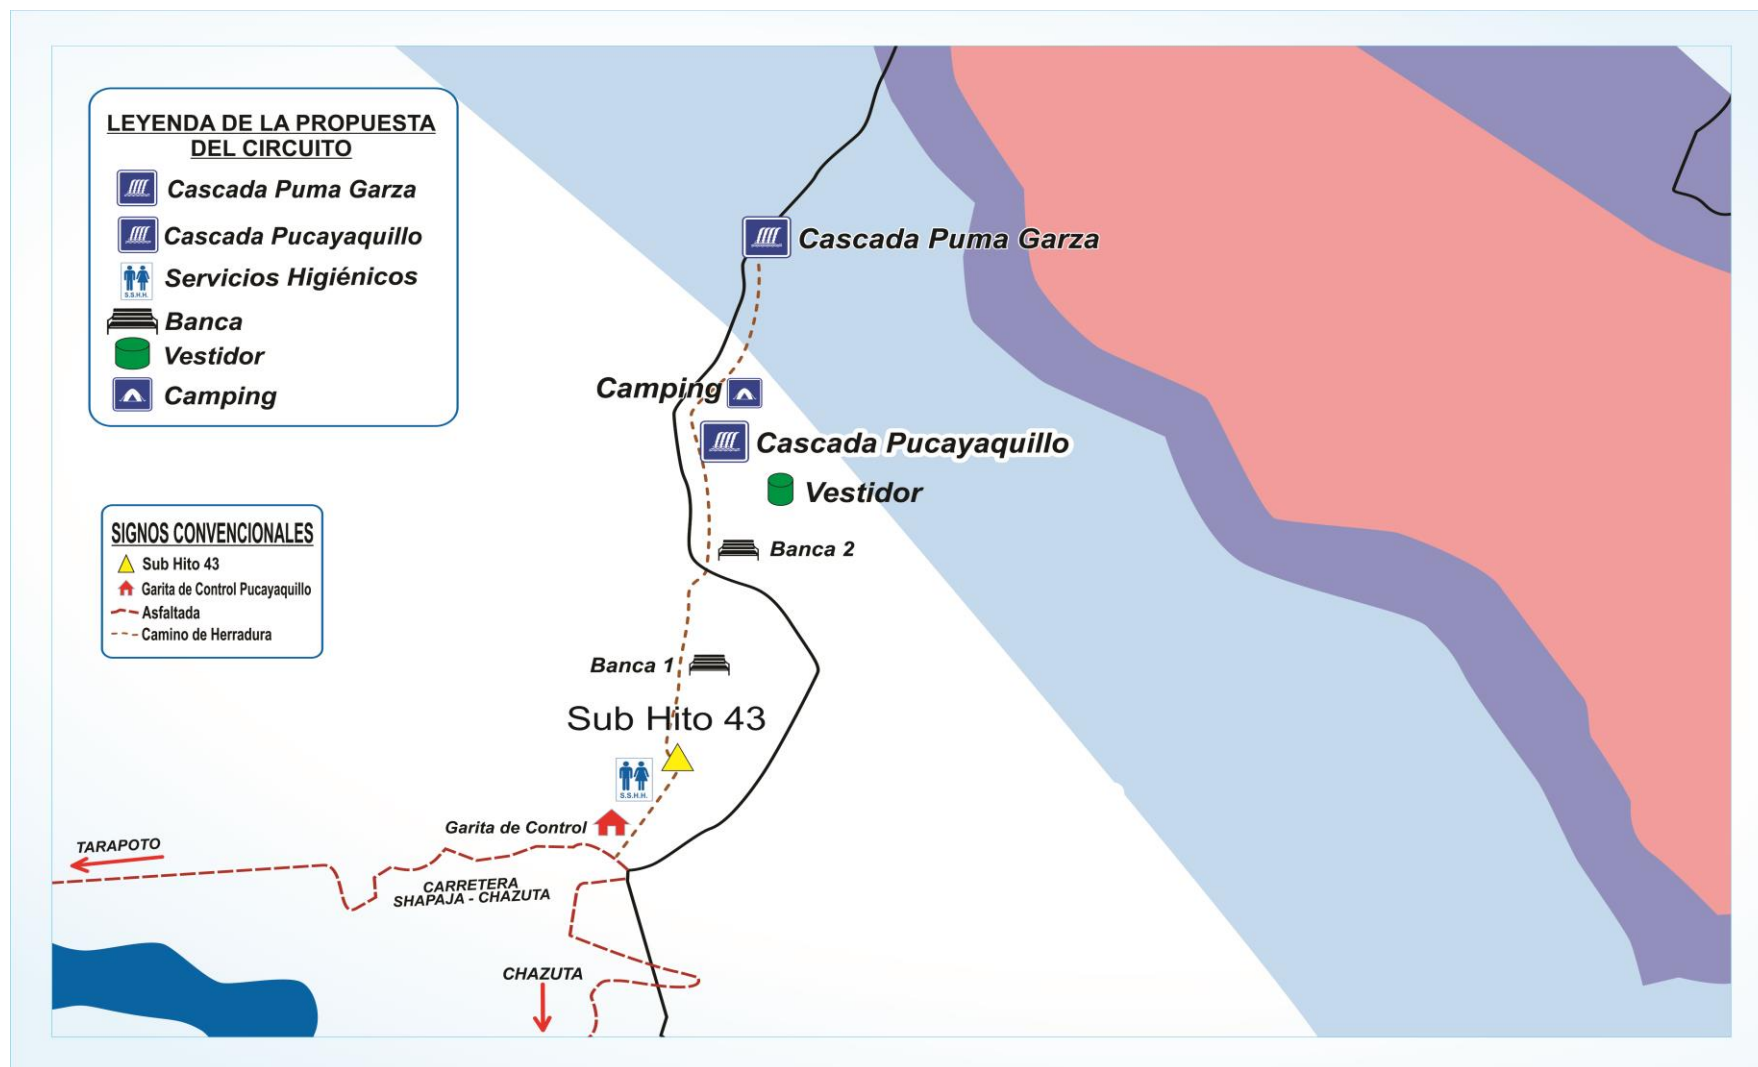 LEYENDA DE LA PROPUESTA
DEL CIRCUITO
Cascada Puma Garza
Cascada Pucayaquillo
S.S.H.H.
Servicios Higiénicos
Banca
Vestidor
Camping
SIGNOS CONVENCIONALES
Sub Hito 43
Garita de Control Pucayaquillo
Asfaltada
Camino de Herradura
Cascada Puma Garza
Camping
Cascada Pucayaquillo
Vestidor
Banca 2
Banca 1
Sub Hito 43
S.S.H.H.
Garita de Control
TARAPOTO
CARRETERA
SHAPAJA - CHAZUTA
CHAZUTA